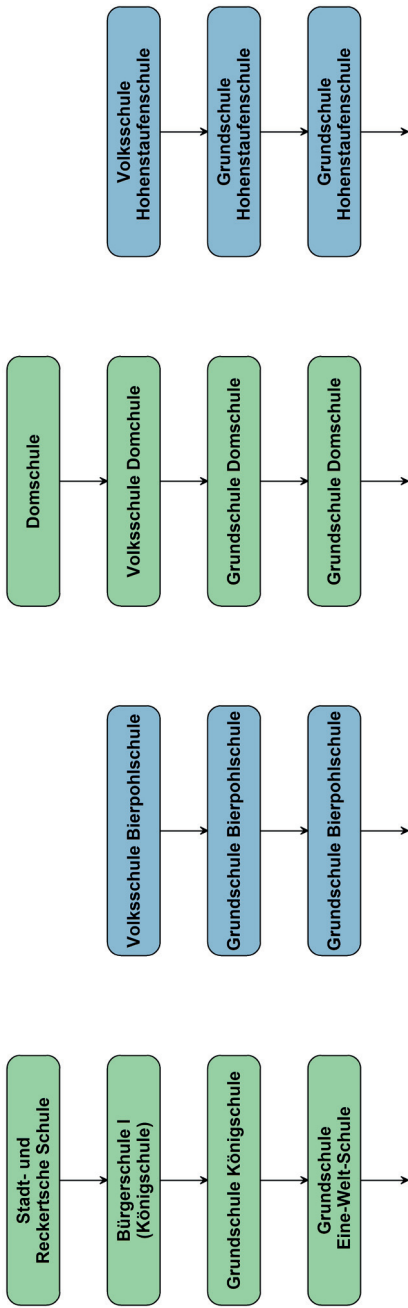 Stadt- und
Reckertsche Schule
Bürgerschule I
(Königschule)
Grundschule Königschule
Grundschule
Eine-Welt-Schule
Volksschule Bierpohlschule
Grundschule Bierpohlschule
Grundschule Bierpohlschule
Domschule
Volksschule Domchule
Grundschule Domschule
Grundschule Domschule
Volksschule
Hohenstaufenschule
Grundschule
Hohenstaufenschule
Grundschule
Hohenstaufenschule